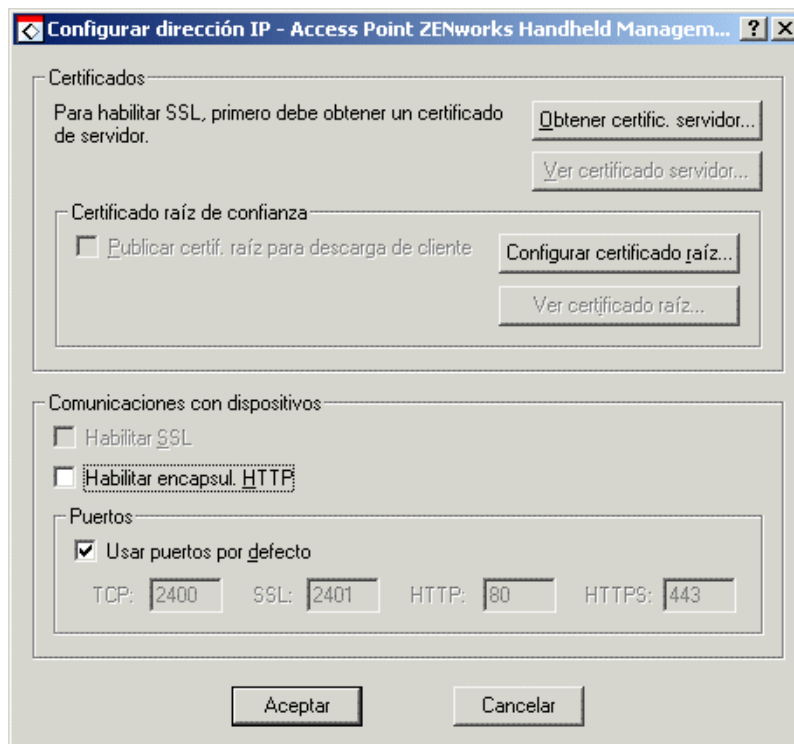 Configurar dirección IP - Access Point ZENworks Handheld Managem...
Certificados
Para habilitar SSL, primero debe obtener un certificado
de servidor.
Obtener certific. servidor...
Ver certificado servidor...
Certificado raíz de confianza
Publicar certif. raíz para descarga de cliente
Configurar certificado raíz...
Ver certificado raíz...
Comunicaciones con dispositivos
Habilitar SSL
Habilitar encapsul. HTTP
Puertos
Usar puertos por defecto
TCP: 2400 SSL: 2401 HTTP: 80 HTTPS: 443
Aceptar Cancelar